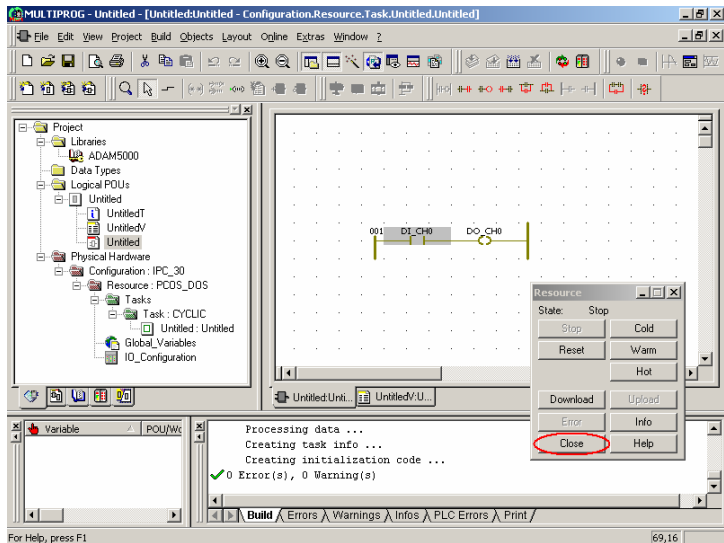 MULTIPROG - Untitled - [Untitled:Untitled - Configuration.Resource.Task.Untitled.Untitled]
File Edit View Project Build Objects Layout Online Extras Window ?
Project
Libraries
ADAM5000
Data Types
Logical POUs
Untitled
UntitledT
UntitledV
Untitled
Physical Hardware
Configuration : IPC_30
Resource : PCOS_DOS
Tasks
Task : CYCLIC
Untitled : Untitled
Global_Variables
IO_Configuration
001 DI_CH0 DO_CH0
Untitled:Unti... UntitledV:U...
Resource
State: Stop
Stop Cold
Reset Warm
Hot
Download Upload
Error Info
Close Help
Variable POU/Wo
Processing data ...
Creating task info ...
Creating initialization code ...
0 Error(s), 0 Warning(s)
Build Errors Warnings Infos PLC Errors Print
For Help, press F1 69,16